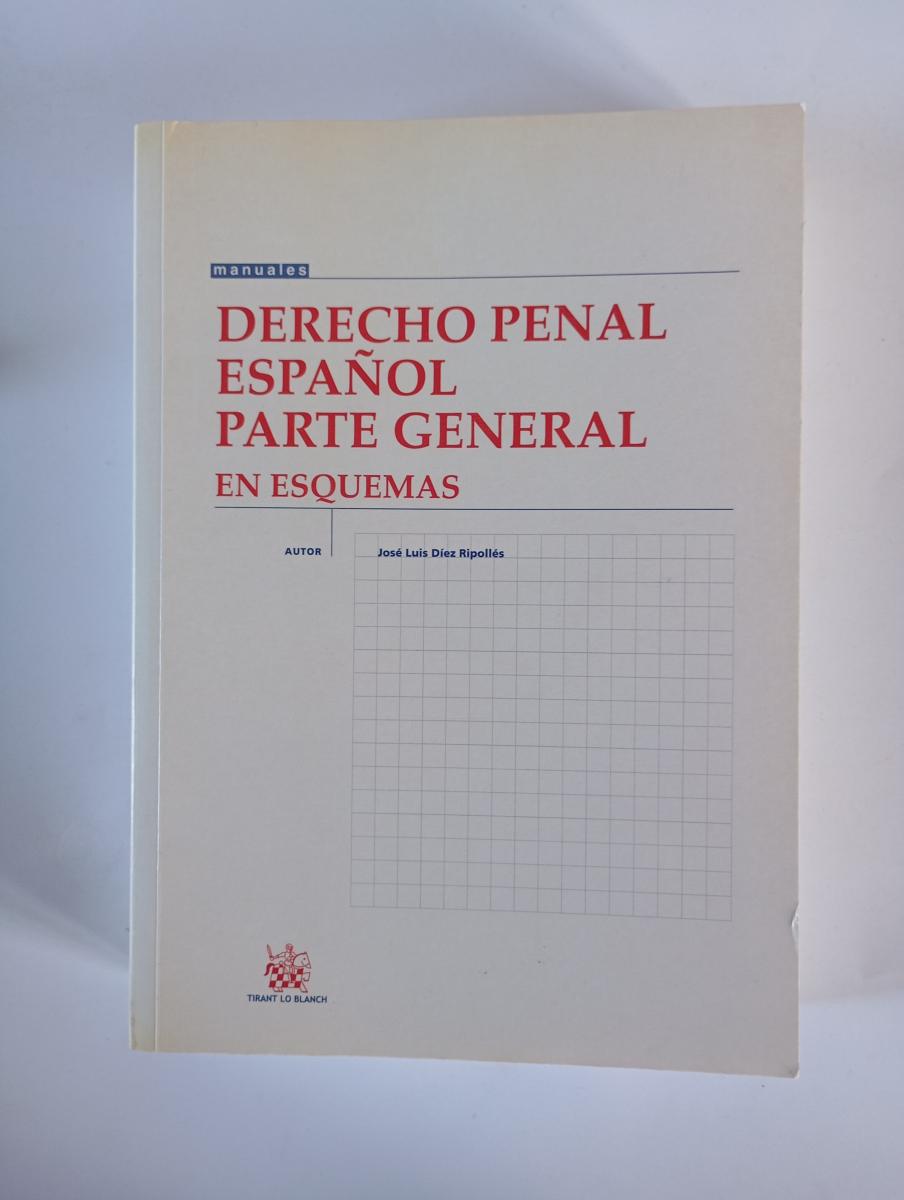 manuales
DERECHO PENAL
ESPAÑOL
PARTE GENERAL
EN ESQUEMAS
AUTOR José Luis Díez Ripollés
TIRANT LO BLANCH